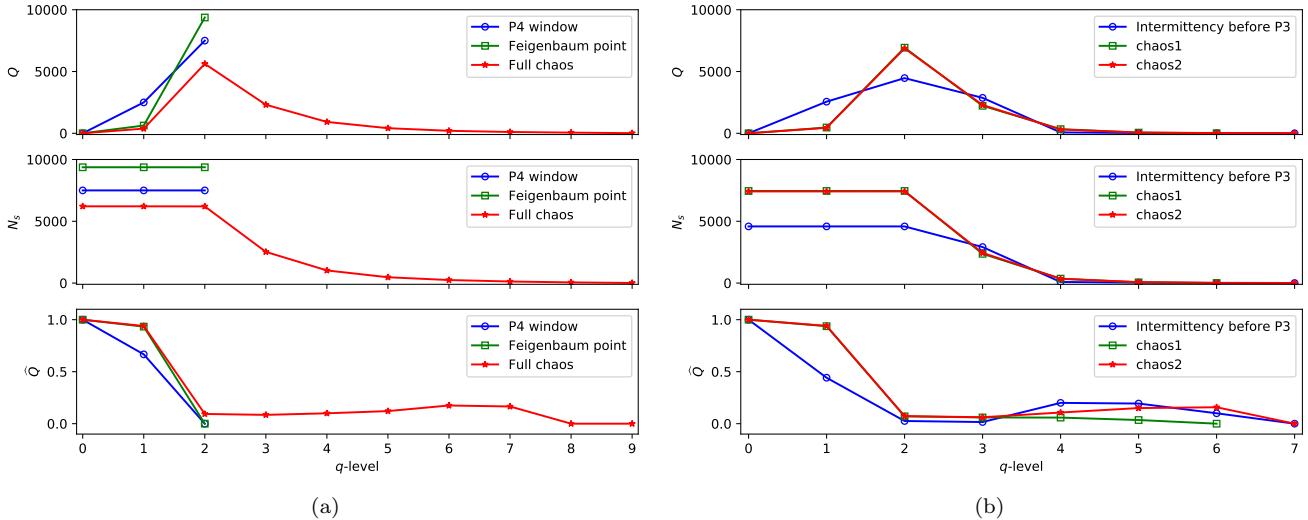 10000
5000
0
Q
P4 window
Feigenbaum point
Full chaos
10000
5000
0
N_s
P4 window
Feigenbaum point
Full chaos
1.0
0.5
0.0
Q̂
P4 window
Feigenbaum point
Full chaos
0 1 2 3 4 5 6 7 8 9
q-level
(a)
10000
5000
0
Q
Intermittency before P3
chaos1
chaos2
10000
5000
0
N_s
Intermittency before P3
chaos1
chaos2
1.0
0.5
0.0
Q̂
Intermittency before P3
chaos1
chaos2
0 1 2 3 4 5 6 7
q-level
(b)